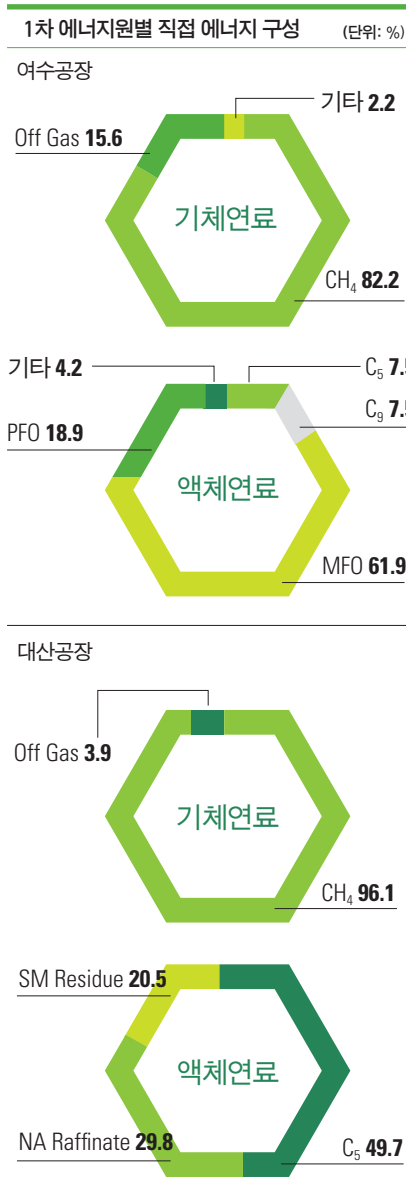 1차 에너지원별 직접 에너지 구성 (단위: %)
여수공장
기타 2.2
Off Gas 15.6
기체연료
CH₄ 82.2
기타 4.2
C₅ 7.5
C₉ 7.5
PFO 18.9
액체연료
MFO 61.9
대산공장
Off Gas 3.9
기체연료
CH₄ 96.1
SM Residue 20.5
액체연료
NA Raffinate 29.8
C₅ 49.7